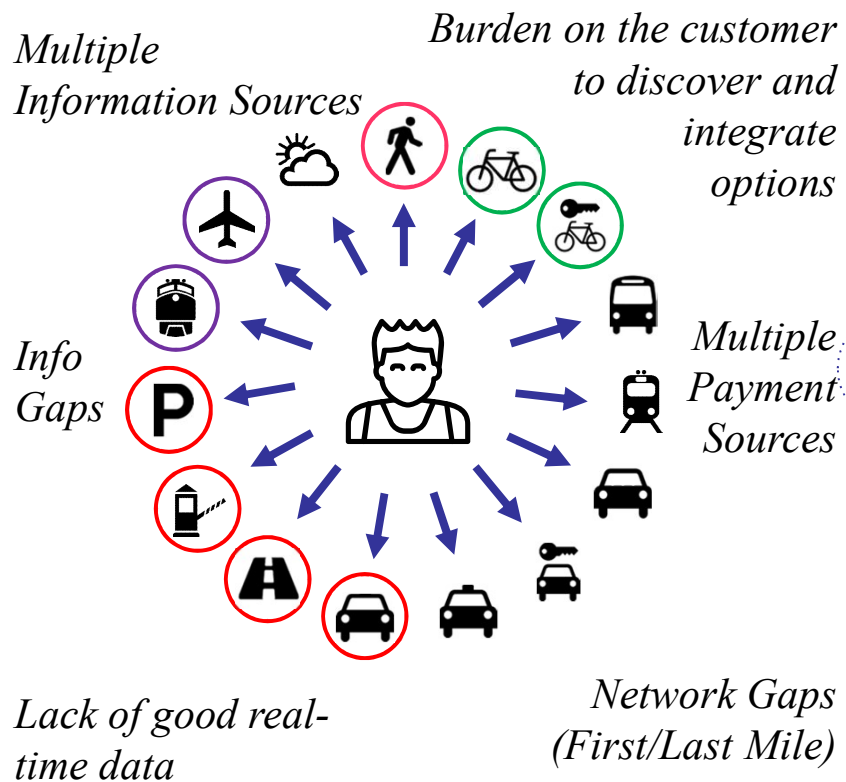 Multiple
Information Sources
Burden on the customer
to discover and
integrate
options
Info
Gaps
P
Multiple
Payment
Sources
Lack of good real-
time data
Network Gaps
(First/Last Mile)